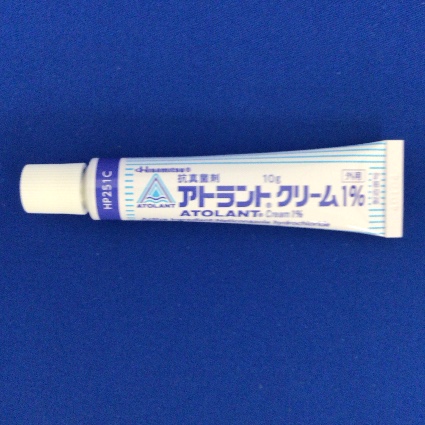 HP251C
Hisamitsu®
抗真菌剤 10g 外用
アトラント®クリーム1%
ATOLANT® Cream 1%
ATOLANT